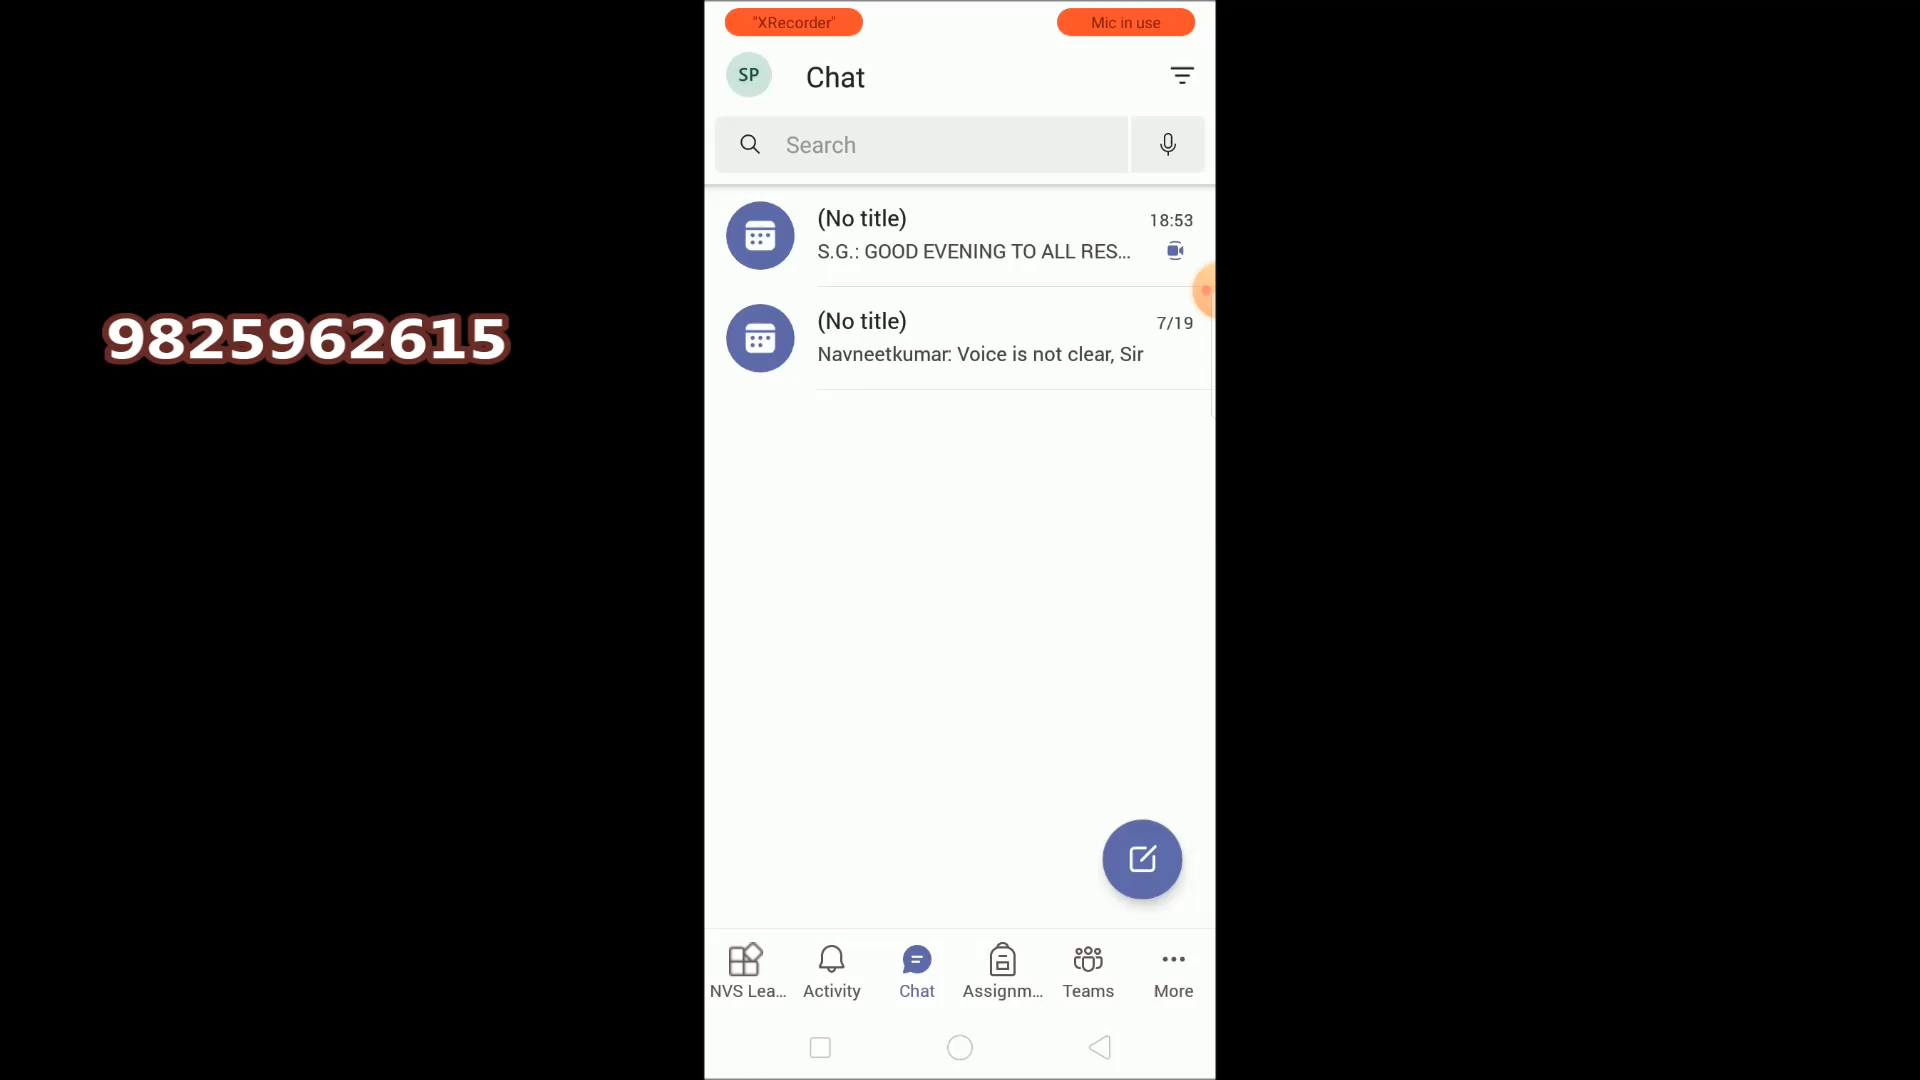 "XRecorder"
Mic in use
SP
Chat
Search
(No title)
18:53
S.G.: GOOD EVENING TO ALL RES...
(No title)
7/19
Navneetkumar: Voice is not clear, Sir
9825962615
NVS Lea...
Activity
Chat
Assignm...
Teams
More